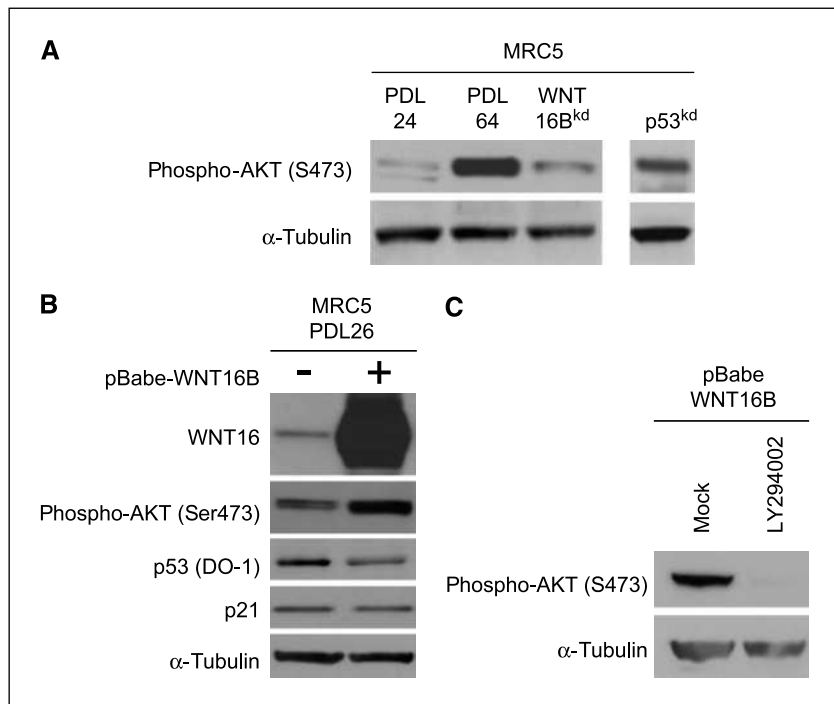 A
MRC5
PDL 24
PDL 64
WNT 16B^kd
p53^kd
Phospho-AKT (S473)
α-Tubulin
B
MRC5
PDL26
pBabe-WNT16B
- +
WNT16
Phospho-AKT (Ser473)
p53 (DO-1)
p21
α-Tubulin
C
pBabe
WNT16B
Mock
LY294002
Phospho-AKT (S473)
α-Tubulin